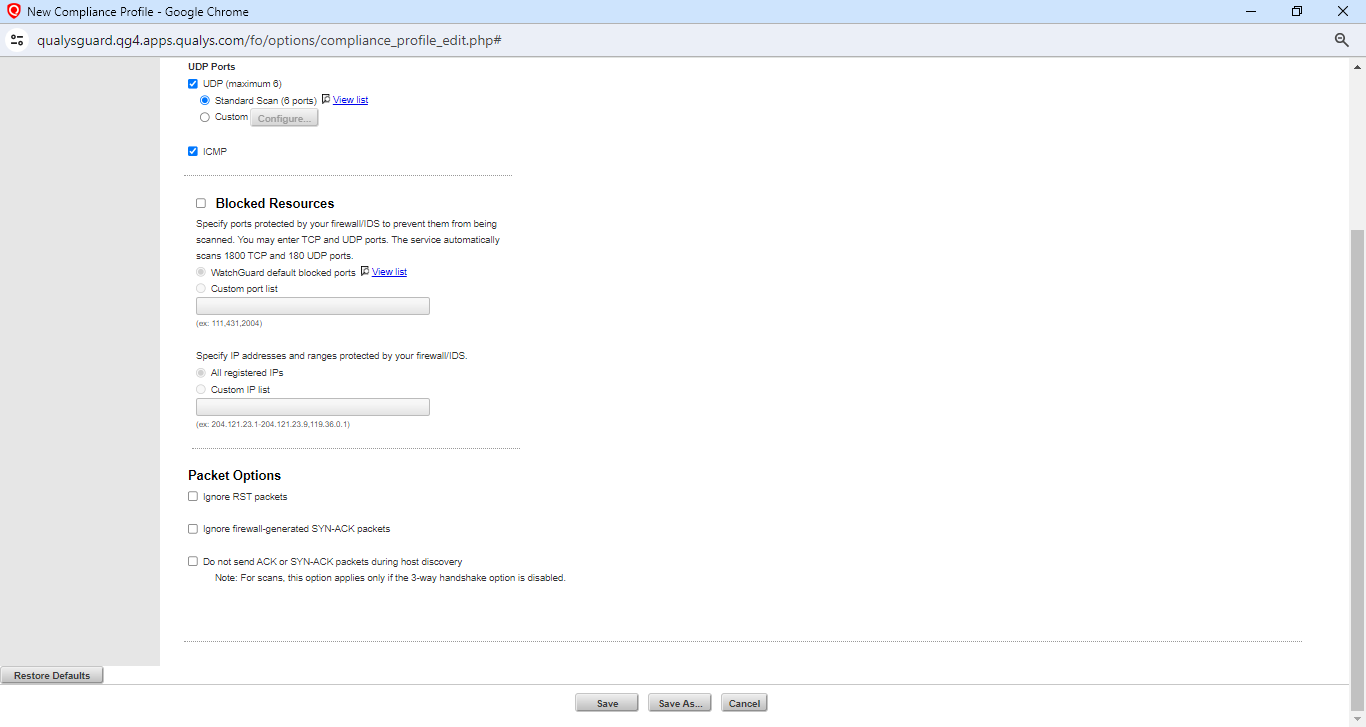 New Compliance Profile - Google Chrome
qualysguard.qg4.apps.qualys.com/fo/options/compliance_profile_edit.php#
UDP Ports
UDP (maximum 6)
Standard Scan (6 ports) View list
Custom Configure...
ICMP
Blocked Resources
Specify ports protected by your firewall/IDS to prevent them from being
scanned. You may enter TCP and UDP ports. The service automatically
scans 1800 TCP and 180 UDP ports.
WatchGuard default blocked ports View list
Custom port list
(ex: 111,431,2004)
Specify IP addresses and ranges protected by your firewall/IDS.
All registered IPs
Custom IP list
(ex: 204.121.23.1-204.121.23.9,119.36.0.1)
Packet Options
Ignore RST packets
Ignore firewall-generated SYN-ACK packets
Do not send ACK or SYN-ACK packets during host discovery
Note: For scans, this option applies only if the 3-way handshake option is disabled.
Restore Defaults
Save Save As... Cancel